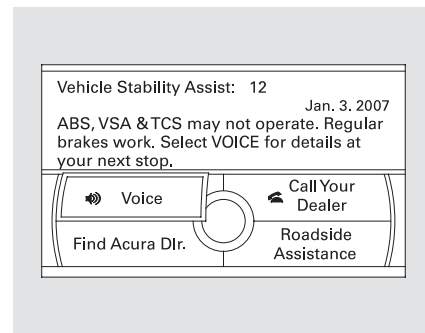 Vehicle Stability Assist: 12
Jan. 3. 2007
ABS, VSA & TCS may not operate. Regular
brakes work. Select VOICE for details at
your next stop.
Voice
Call Your
Dealer
Find Acura Dlr.
Roadside
Assistance